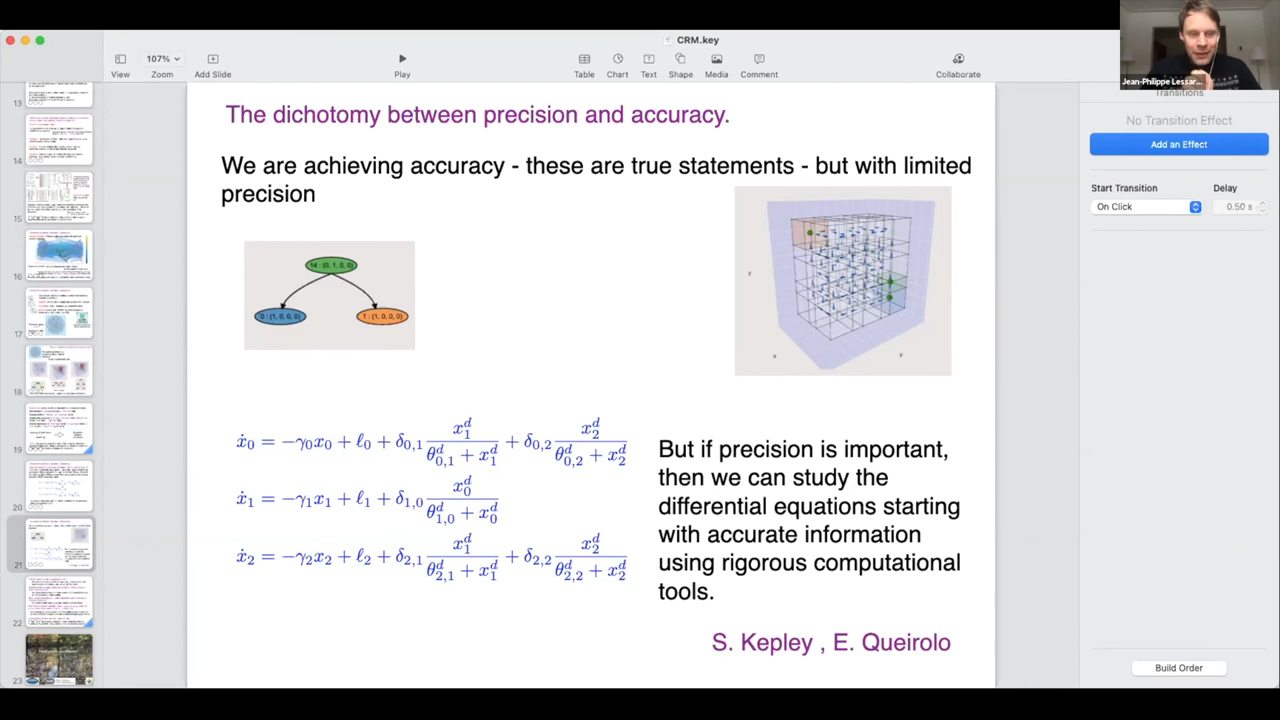 CRM.key
107%
View
Zoom
Add Slide
Play
Table
Chart
Text
Shape
Media
Comment
Collaborate
Jean-Philippe Lessar...
Transitions
No Transition Effect
Add an Effect
Start Transition
Delay
On Click
0.50 s
Build Order
13
14
15
16
17
18
19
20
21
22
23
The dichotomy between precision and accuracy.
We are achieving accuracy - these are true statements - but with limited
precision
14 : (0, 1, 0, 0)
0 : (1, 0, 0, 0)
1 : (1, 0, 0, 0)
z
z
x
y
ẋ₀ = −γ₀x₀ + ℓ₀ + δ₀,₁ x₁ᵈ / (θ₀,₁ᵈ + x₁ᵈ) + δ₀,₂ x₂ᵈ / (θ₀,₂ᵈ + x₂ᵈ)
ẋ₁ = −γ₁x₁ + ℓ₁ + δ₁,₀ x₀ᵈ / (θ₁,₀ᵈ + x₀ᵈ)
ẋ₂ = −γ₂x₂ + ℓ₂ + δ₂,₁ x₁ᵈ / (θ₂,₁ᵈ + x₁ᵈ) + δ₂,₂ x₂ᵈ / (θ₂,₂ᵈ + x₂ᵈ)
But if precision is important,
then we can study the
differential equations starting
with accurate information
using rigorous computational
tools.
S. Kepley , E. Queirolo